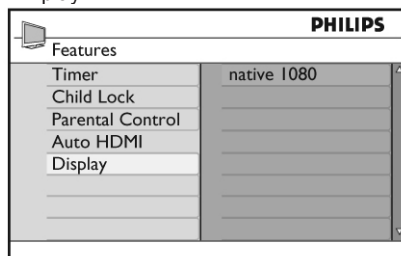 PHILIPS
Features
Timer
native 1080
Child Lock
Parental Control
Auto HDMI
Display